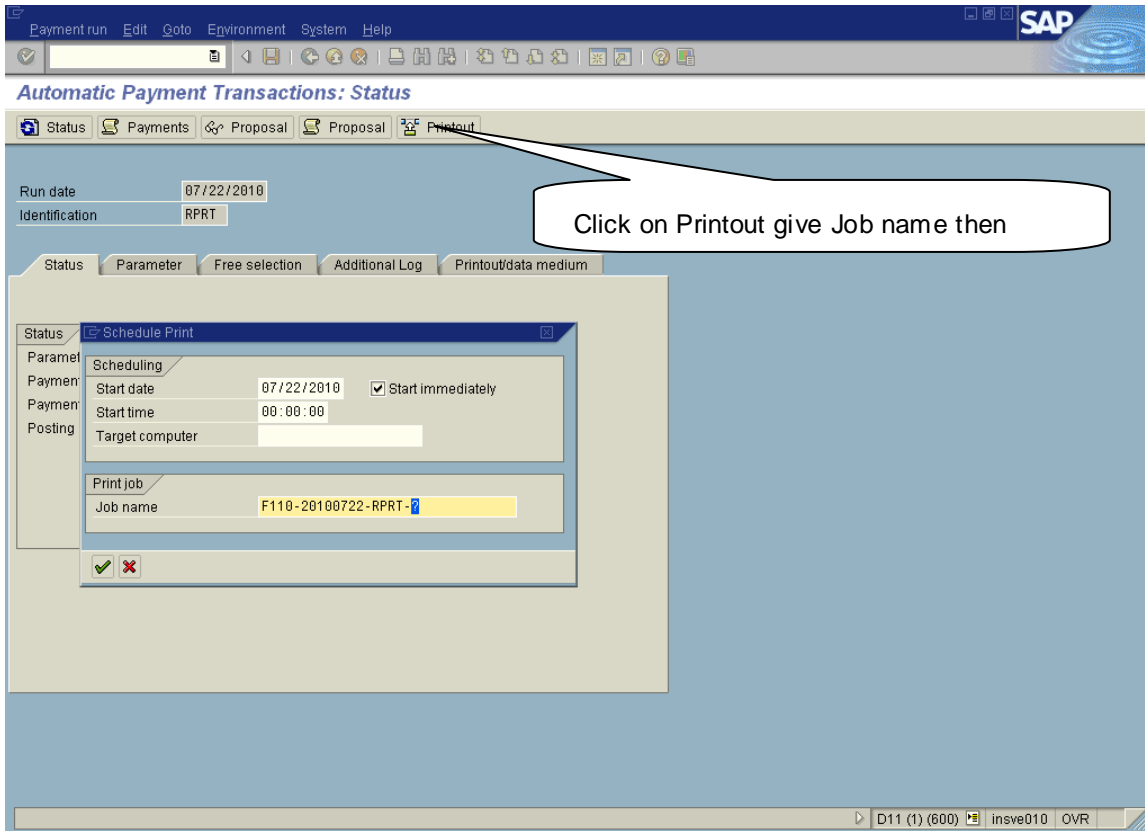 Payment run Edit Goto Environment System Help
SAP
Automatic Payment Transactions: Status
Status Payments Proposal Proposal Printout
Run date 07/22/2010
Identification RPRT
Click on Printout give Job name then
Status Parameter Free selection Additional Log Printout/data medium
Status
Schedule Print
Paramet
Scheduling
Paymen
Start date 07/22/2010 Start immediately
Paymen
Start time 00:00:00
Posting
Target computer
Print job
Job name F110-20100722-RPRT-?
D11 (1) (600) insve010 OVR